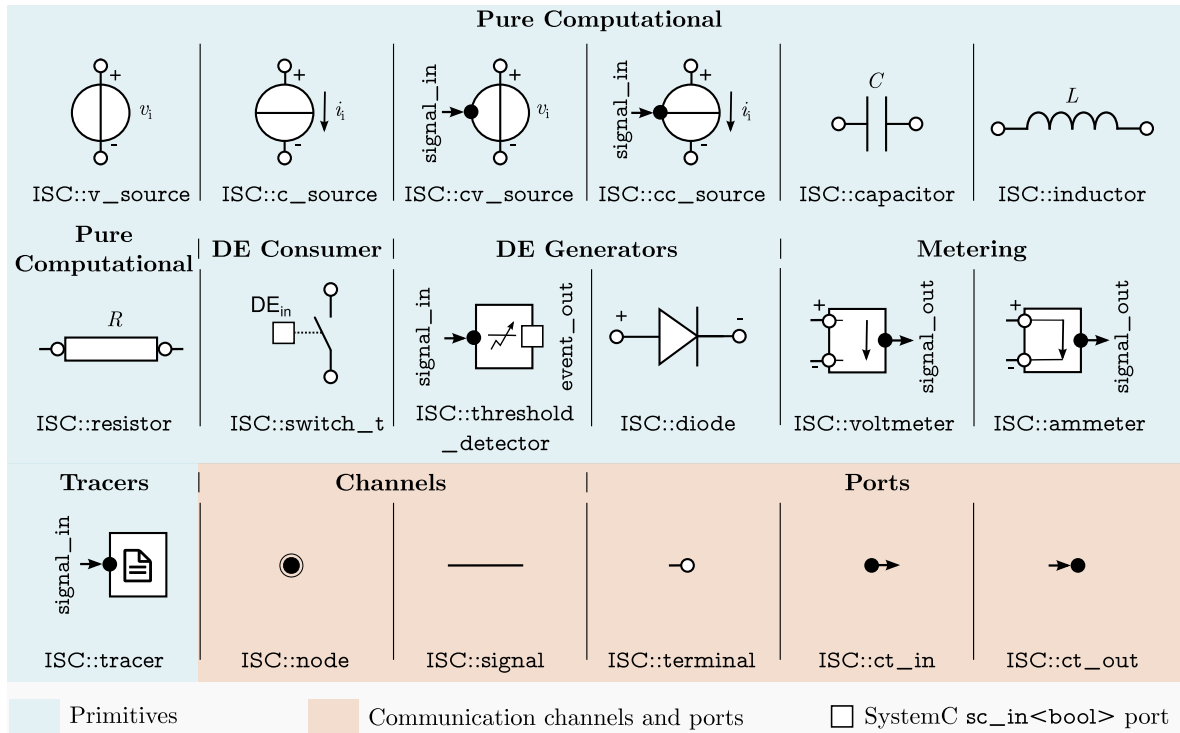 Pure Computational
+ v_i - ISC::v_source
+ i_i - ISC::c_source
signal_in + v_i - ISC::cv_source
signal_in + i_i - ISC::cc_source
C ISC::capacitor
L ISC::inductor
Pure
Computational
R
ISC::resistor
DE Consumer
DE_in
ISC::switch_t
DE Generators
signal_in event_out
ISC::threshold
_detector
+ -
ISC::diode
Metering
+ - signal_out
ISC::voltmeter
+ - signal_out
ISC::ammeter
Tracers
signal_in
ISC::tracer
Channels
ISC::node
ISC::signal
Ports
ISC::terminal
ISC::ct_in
ISC::ct_out
Primitives
Communication channels and ports
SystemC sc_in<bool> port